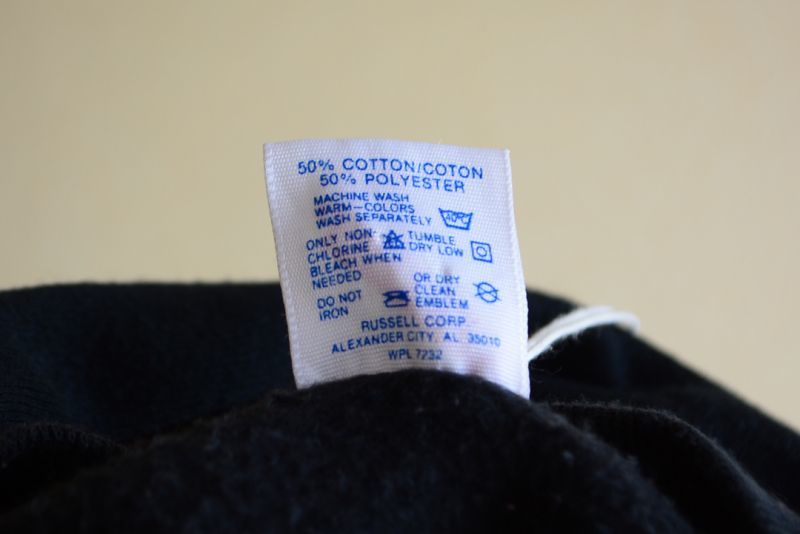 50% COTTON/COTON
50% POLYESTER
MACHINE WASH
WARM—COLORS
WASH SEPARATELY
40°C
ONLY NON-
CHLORINE
BLEACH WHEN
NEEDED
TUMBLE
DRY LOW
DO NOT
IRON
OR DRY
CLEAN
EMBLEM
RUSSELL CORP.
ALEXANDER CITY, AL. 35010
WPL 7232